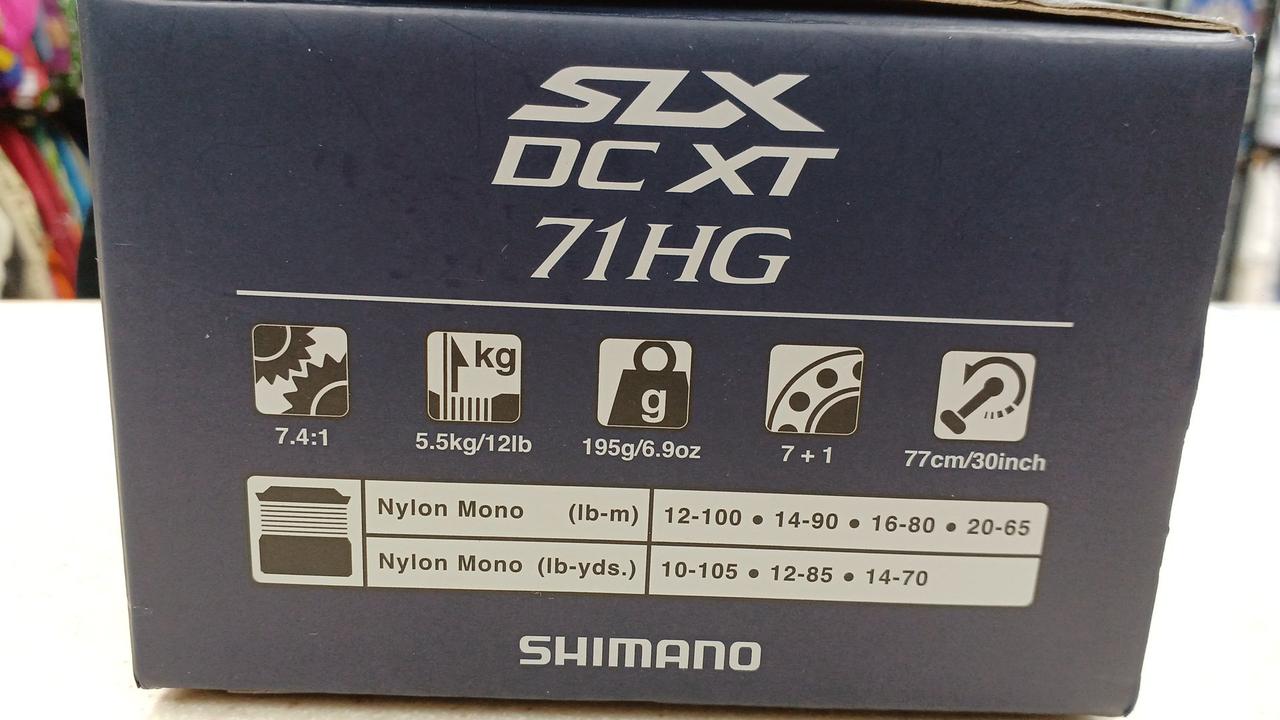 SLX
DC XT
71HG
kg
g
7.4:1
5.5kg/12lb
195g/6.9oz
7 + 1
77cm/30inch
Nylon Mono (lb-m) 12-100 ● 14-90 ● 16-80 ● 20-65
Nylon Mono (lb-yds.) 10-105 ● 12-85 ● 14-70
SHIMANO